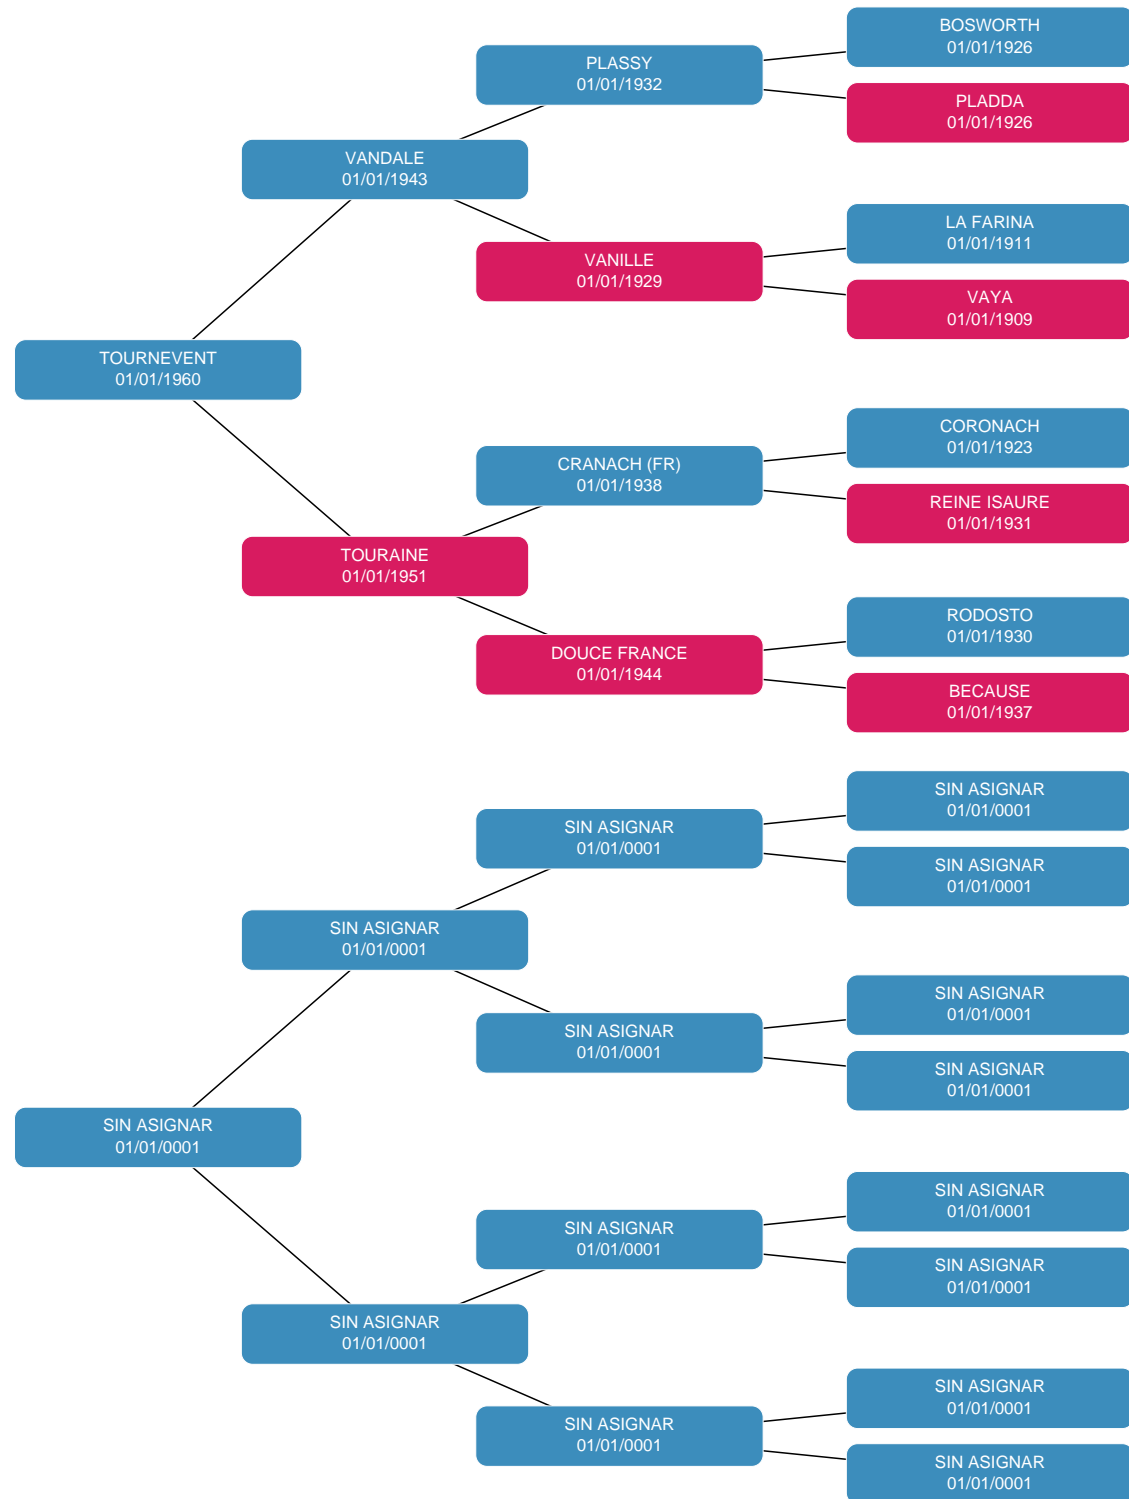 BOSWORTH
01/01/1926
PLASSY
01/01/1932
PLADDA
01/01/1926
VANDALE
01/01/1943
LA FARINA
01/01/1911
VANILLE
01/01/1929
VAYA
01/01/1909
TOURNEVENT
01/01/1960
CORONACH
01/01/1923
CRANACH (FR)
01/01/1938
REINE ISAURE
01/01/1931
TOURAINE
01/01/1951
RODOSTO
01/01/1930
DOUCE FRANCE
01/01/1944
BECAUSE
01/01/1937
SIN ASIGNAR
01/01/0001
SIN ASIGNAR
01/01/0001
SIN ASIGNAR
01/01/0001
SIN ASIGNAR
01/01/0001
SIN ASIGNAR
01/01/0001
SIN ASIGNAR
01/01/0001
SIN ASIGNAR
01/01/0001
SIN ASIGNAR
01/01/0001
SIN ASIGNAR
01/01/0001
SIN ASIGNAR
01/01/0001
SIN ASIGNAR
01/01/0001
SIN ASIGNAR
01/01/0001
SIN ASIGNAR
01/01/0001
SIN ASIGNAR
01/01/0001
SIN ASIGNAR
01/01/0001